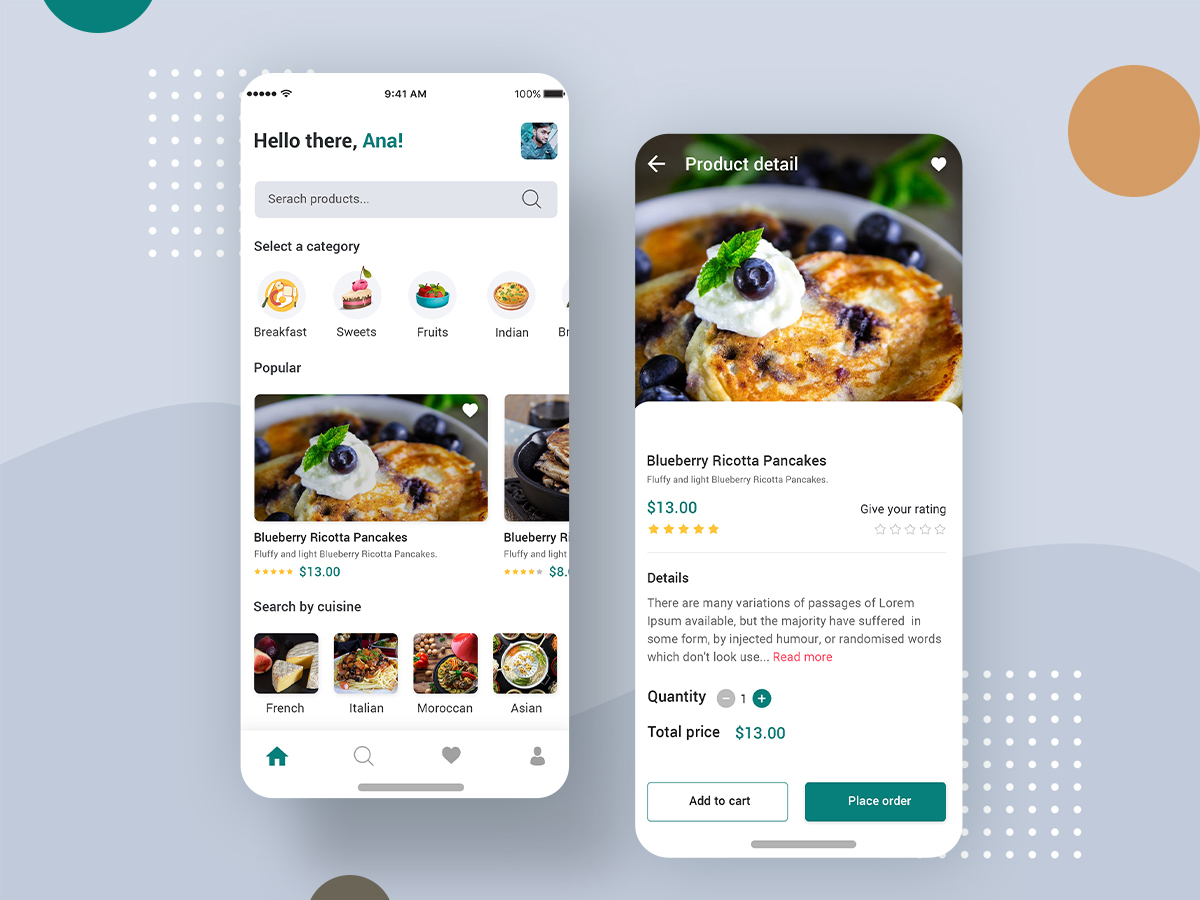 9:41 AM
100%
Hello there, Ana!
Serach products...
Select a category
Breakfast
Sweets
Fruits
Indian
Br
Popular
Blueberry Ricotta Pancakes
Fluffy and light Blueberry Ricotta Pancakes.
$13.00
Blueberry R
Fluffy and light
$8.
Search by cuisine
French
Italian
Moroccan
Asian
Product detail
Blueberry Ricotta Pancakes
Fluffy and light Blueberry Ricotta Pancakes.
$13.00
Give your rating
Details
There are many variations of passages of Lorem
Ipsum available, but the majority have suffered in
some form, by injected humour, or randomised words
which don't look use... Read more
Quantity
1
Total price $13.00
Add to cart
Place order